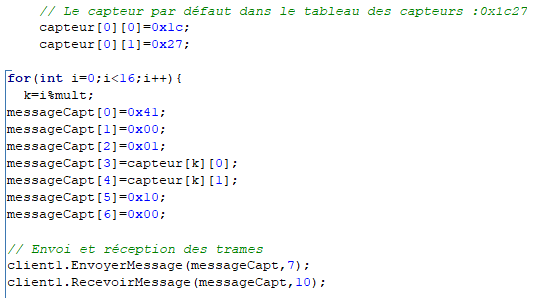 // Le capteur par défaut dans le tableau des capteurs :0x1c27
capteur[0][0]=0x1c;
capteur[0][1]=0x27;
for(int i=0;i<16;i++){
k=i%mult;
messageCapt[0]=0x41;
messageCapt[1]=0x00;
messageCapt[2]=0x01;
messageCapt[3]=capteur[k][0];
messageCapt[4]=capteur[k][1];
messageCapt[5]=0x10;
messageCapt[6]=0x00;
// Envoi et réception des trames
client1.EnvoyerMessage(messageCapt,7);
client1.RecevoirMessage(messageCapt,10);